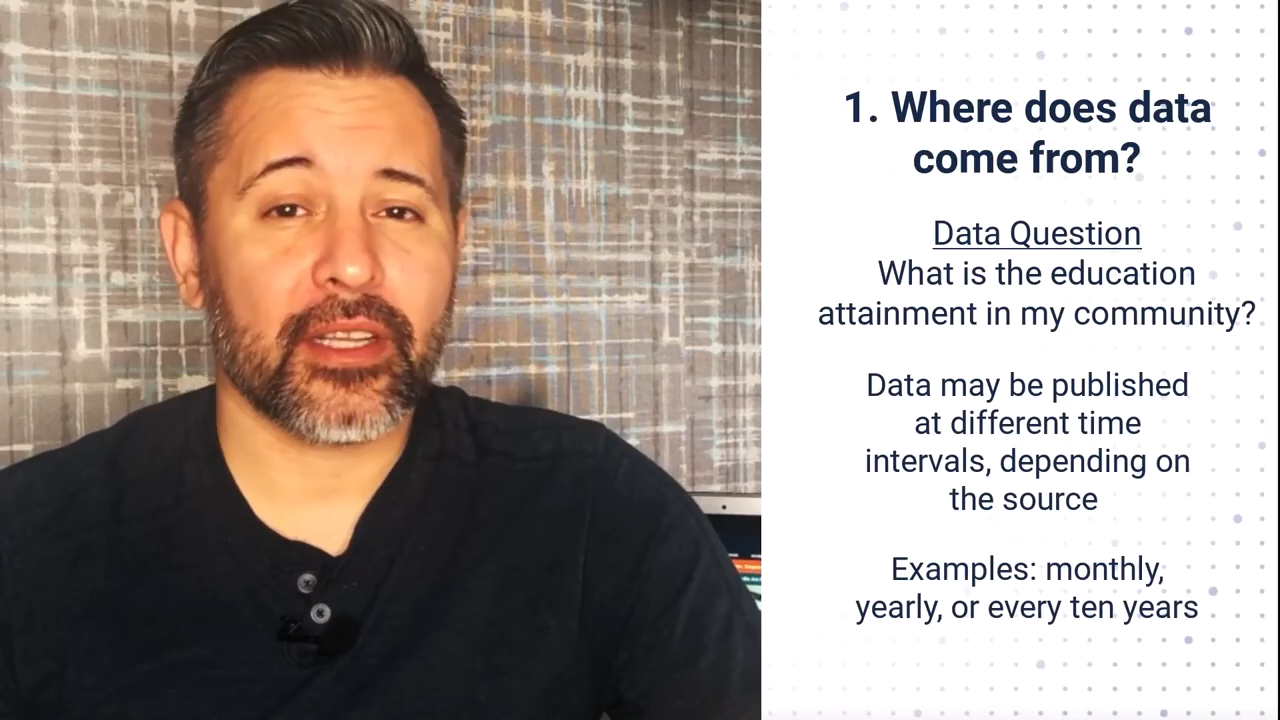 1. Where does data
come from?
Data Question
What is the education
attainment in my community?
Data may be published
at different time
intervals, depending on
the source
Examples: monthly,
yearly, or every ten years